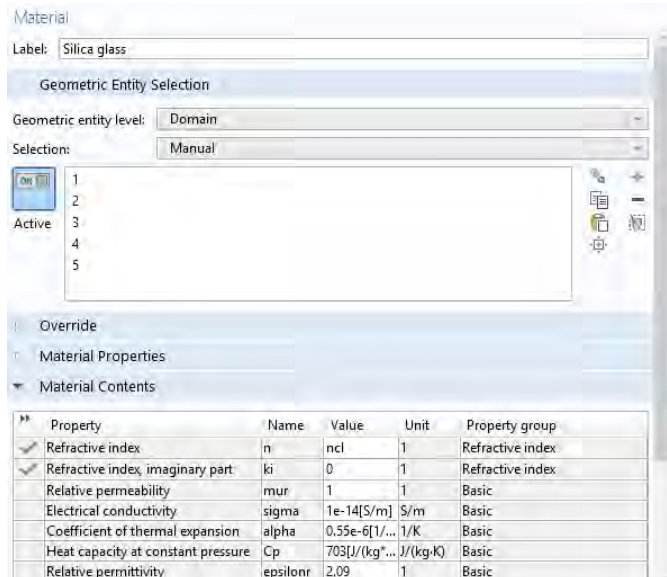 Material
Label: Silica glass
Geometric Entity Selection
Geometric entity level: Domain
Selection: Manual
ON
Active
1
2
3
4
5
Override
Material Properties
Material Contents
Property Name Value Unit Property group
Refractive index n ncl 1 Refractive index
Refractive index, imaginary part ki 0 1 Refractive index
Relative permeability mur 1 1 Basic
Electrical conductivity sigma 1e-14[S/m] S/m Basic
Coefficient of thermal expansion alpha 0.55e-6[1/... 1/K Basic
Heat capacity at constant pressure Cp 703[J/(kg*... J/(kg·K) Basic
Relative permittivity epsilonr 2.09 1 Basic